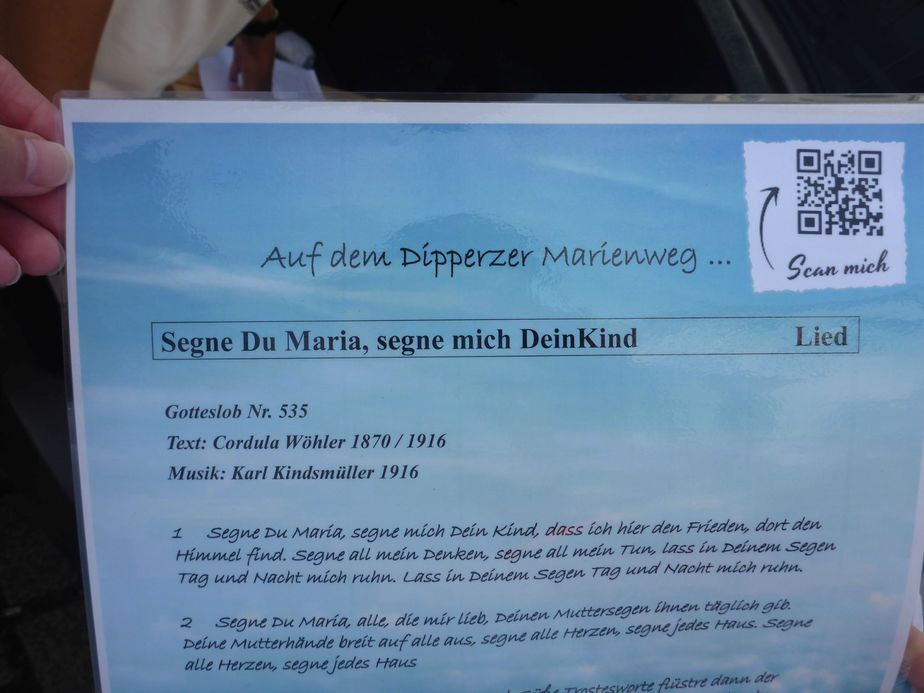 Scan mich
Auf dem Dipperzer Marienweg ...
Segne Du Maria, segne mich DeinKind Lied
Gotteslob Nr. 535
Text: Cordula Wöhler 1870 / 1916
Musik: Karl Kindsmüller 1916
1 Segne Du Maria, segne mich Dein Kind, dass ich hier den Frieden, dort den
Himmel find. Segne all mein Denken, segne all mein Tun, lass in Deinem Segen
Tag und Nacht mich ruhn. Lass in Deinem Segen Tag und Nacht mich ruhn.
2 Segne Du Maria, alle, die mir lieb, Deinen Muttersegen ihnen täglich gib.
Deine Mutterhände breit auf alle aus, segne alle Herzen, segne jedes Haus. Segne
alle Herzen, segne jedes Haus
Trostesworte flüstre dann der